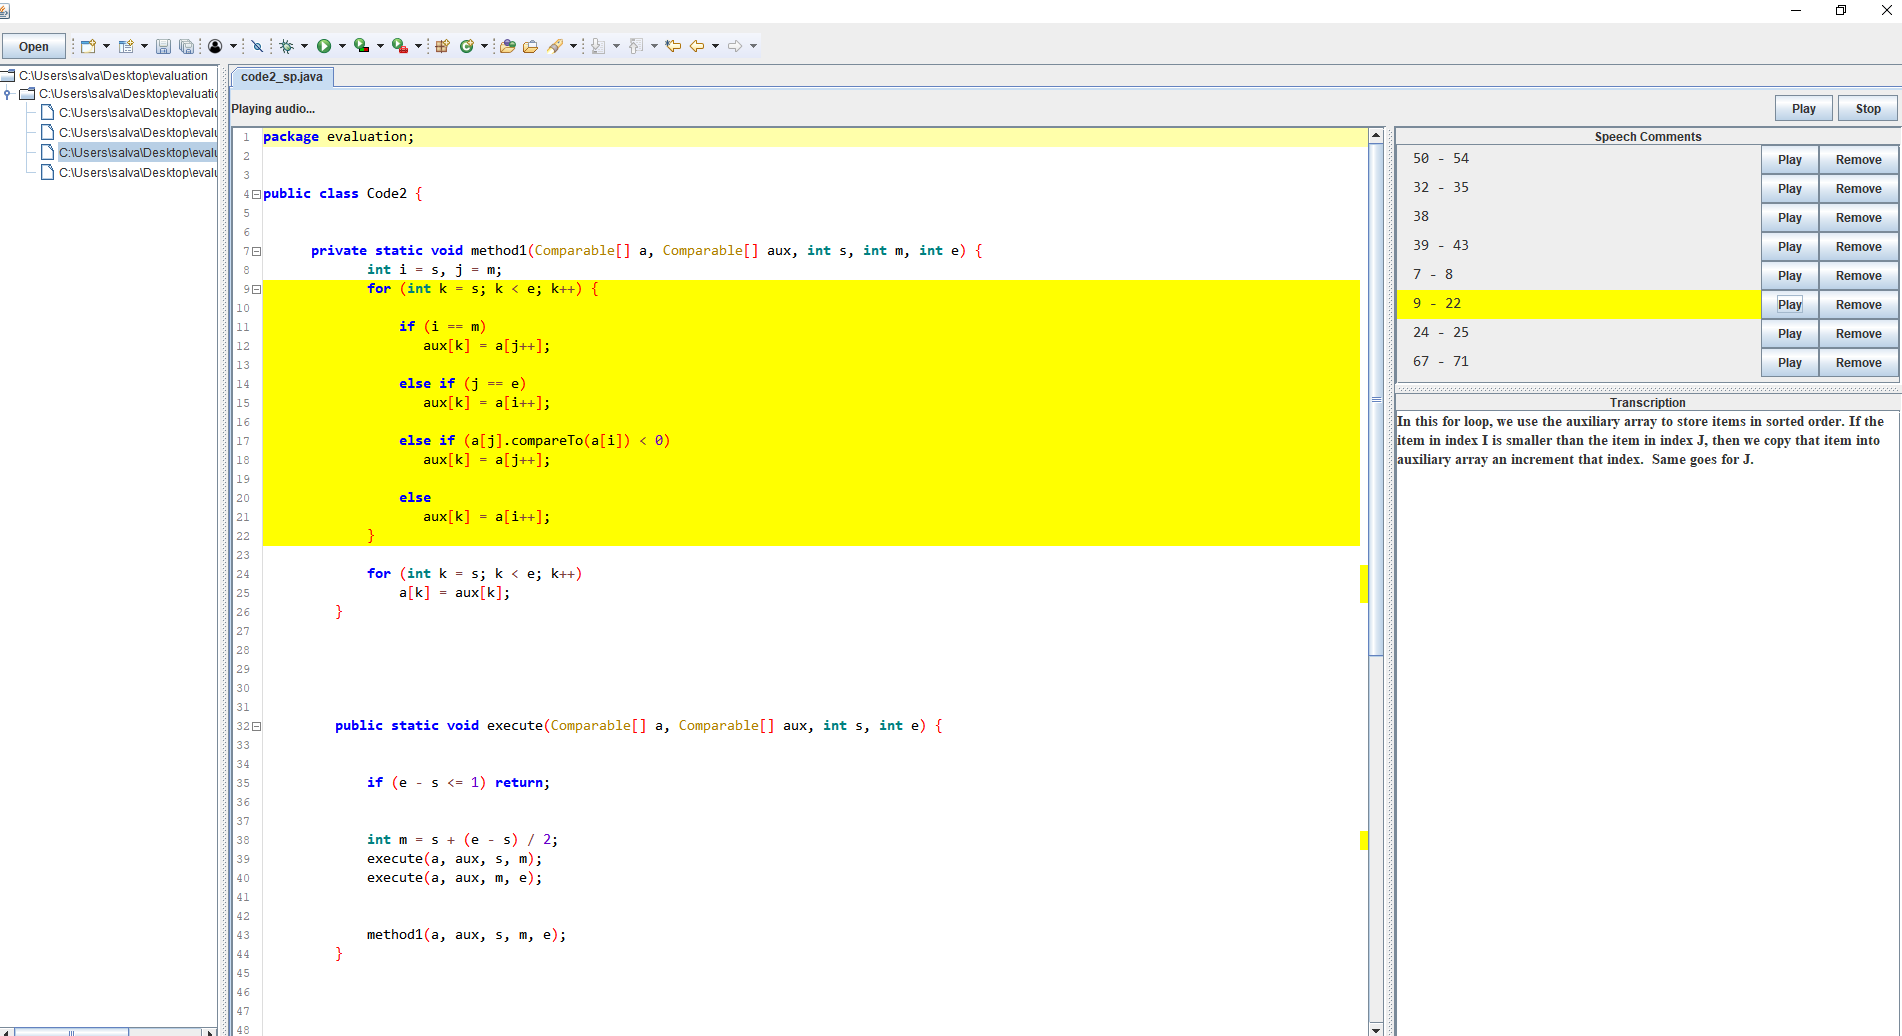 Open
C:\Users\salva\Desktop\evaluation
C:\Users\salva\Desktop\evaluatio
C:\Users\salva\Desktop\evalu
C:\Users\salva\Desktop\evalu
C:\Users\salva\Desktop\evalu
C:\Users\salva\Desktop\evalu
code2_sp.java
Playing audio...
Play Stop
1 package evaluation;
2
3
4 public class Code2 {
5
6
7 private static void method1(Comparable[] a, Comparable[] aux, int s, int m, int e) {
8 int i = s, j = m;
9 for (int k = s; k < e; k++) {
10
11 if (i == m)
12 aux[k] = a[j++];
13
14 else if (j == e)
15 aux[k] = a[i++];
16
17 else if (a[j].compareTo(a[i]) < 0)
18 aux[k] = a[j++];
19
20 else
21 aux[k] = a[i++];
22 }
23
24 for (int k = s; k < e; k++)
25 a[k] = aux[k];
26 }
27
28
29
30
31
32 public static void execute(Comparable[] a, Comparable[] aux, int s, int e) {
33
34
35 if (e - s <= 1) return;
36
37
38 int m = s + (e - s) / 2;
39 execute(a, aux, s, m);
40 execute(a, aux, m, e);
41
42
43 method1(a, aux, s, m, e);
44 }
45
46
47
48
Speech Comments
50 - 54 Play Remove
32 - 35 Play Remove
38 Play Remove
39 - 43 Play Remove
7 - 8 Play Remove
9 - 22 Play Remove
24 - 25 Play Remove
67 - 71 Play Remove
Transcription
In this for loop, we use the auxiliary array to store items in sorted order. If the
item in index I is smaller than the item in index J, then we copy that item into
auxiliary array an increment that index.  Same goes for J.